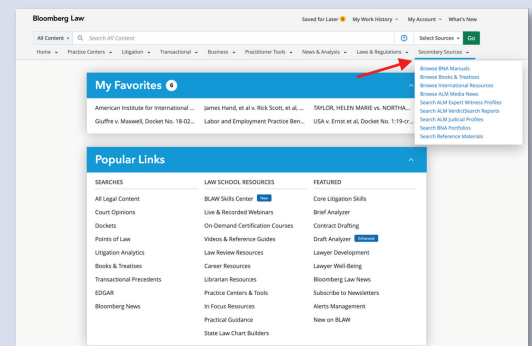 Bloomberg Law
Saved for Later
My Work History
My Account
What's New
All Content
Search All Content
Select Sources
Go
Home
Practice Centers
Litigation
Transactional
Business
Practitioner Tools
News & Analysis
Laws & Regulations
Secondary Sources
Browse BNA Manuals
Browse Books & Treatises
Browse International Resources
Browse ALM Media News
Search ALM Expert Witness Profiles
Search ALM VerdictSearch Reports
Search ALM Judicial Profiles
Search BNA Portfolios
Search Reference Materials
My Favorites 6
American Institute for International ...
James Hand, et al v. Rick Scott, et al, ...
TAYLOR, HELEN MARIE vs. NORTHA...
Giuffre v. Maxwell, Docket No. 18-02...
Labor and Employment Practice Ben...
USA v. Ernst et al, Docket No. 1:19-cr...
Popular Links
SEARCHES
All Legal Content
Court Opinions
Dockets
Points of Law
Litigation Analytics
Books & Treatises
Transactional Precedents
EDGAR
Bloomberg News
LAW SCHOOL RESOURCES
BLAW Skills Center New
Live & Recorded Webinars
On-Demand Certification Courses
Videos & Reference Guides
Law Review Resources
Career Resources
Librarian Resources
Practice Centers & Tools
In Focus Resources
Practical Guidance
State Law Chart Builders
FEATURED
Core Litigation Skills
Brief Analyzer
Contract Drafting
Draft Analyzer Enhanced
Lawyer Development
Lawyer Well-Being
Bloomberg Law News
Subscribe to Newsletters
Alerts Management
New on BLAW